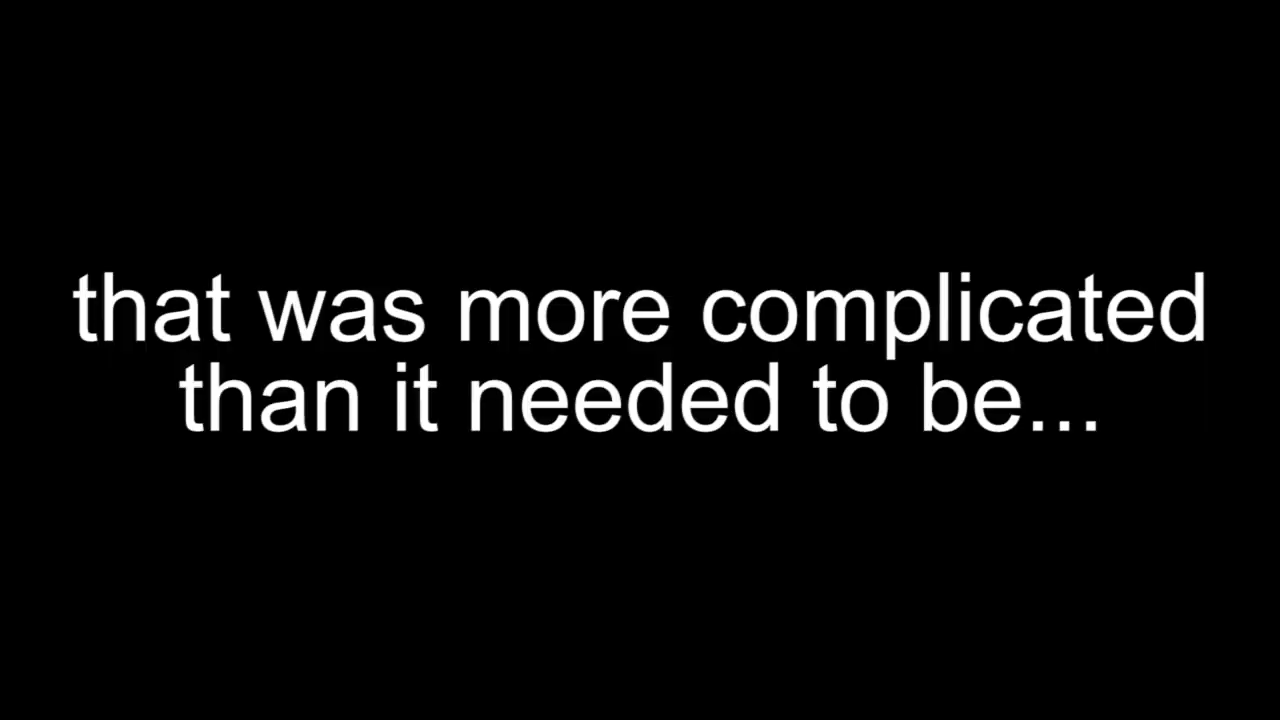 that was more complicated
than it needed to be...